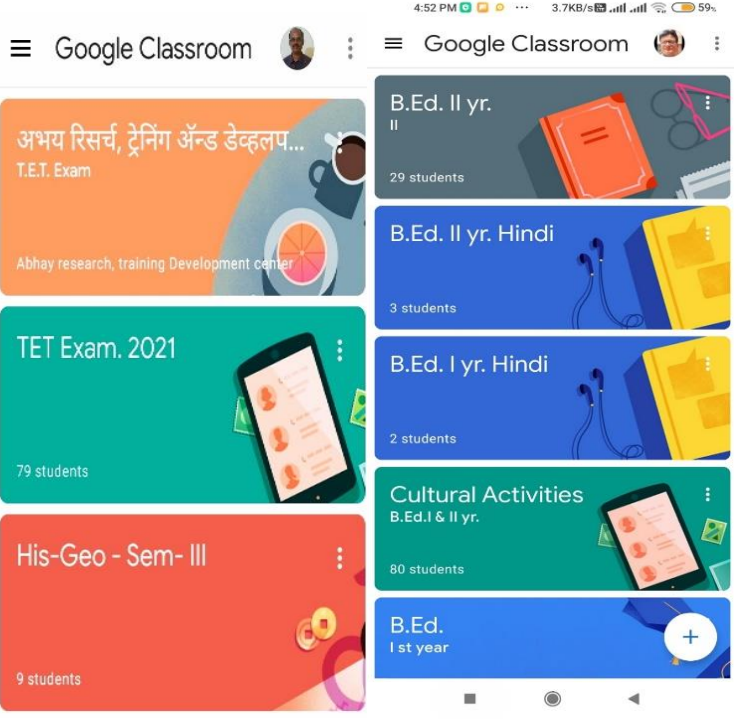 Google Classroom
अभय रिसर्च, ट्रेनिंग ॲन्ड डेव्हलप...
T.E.T. Exam
Abhay research, training Development center
TET Exam. 2021
79 students
His-Geo - Sem- III
9 students
4:52 PM ... 3.7KB/s 59%
Google Classroom
B.Ed. II yr.
II
29 students
B.Ed. II yr. Hindi
3 students
B.Ed. I yr. Hindi
2 students
Cultural Activities
B.Ed.I & II yr.
80 students
B.Ed.
I st year